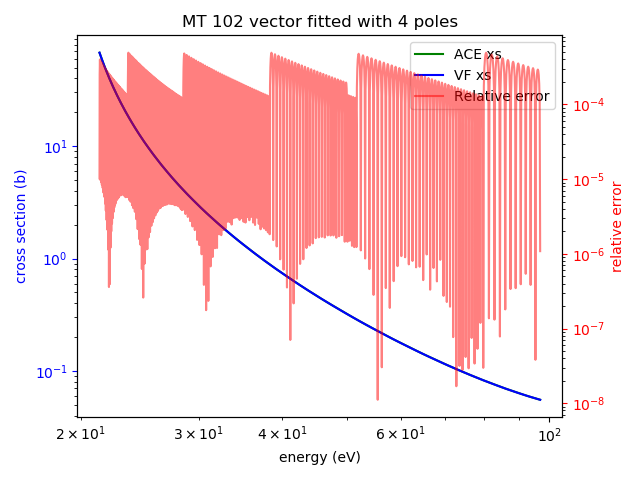 MT 102 vector fitted with 4 poles
ACE xs
VF xs
Relative error
cross section (b)
10¹
10⁰
10⁻¹
relative error
10⁻⁴
10⁻⁵
10⁻⁶
10⁻⁷
10⁻⁸
2 × 10¹
3 × 10¹
4 × 10¹
6 × 10¹
10²
energy (eV)